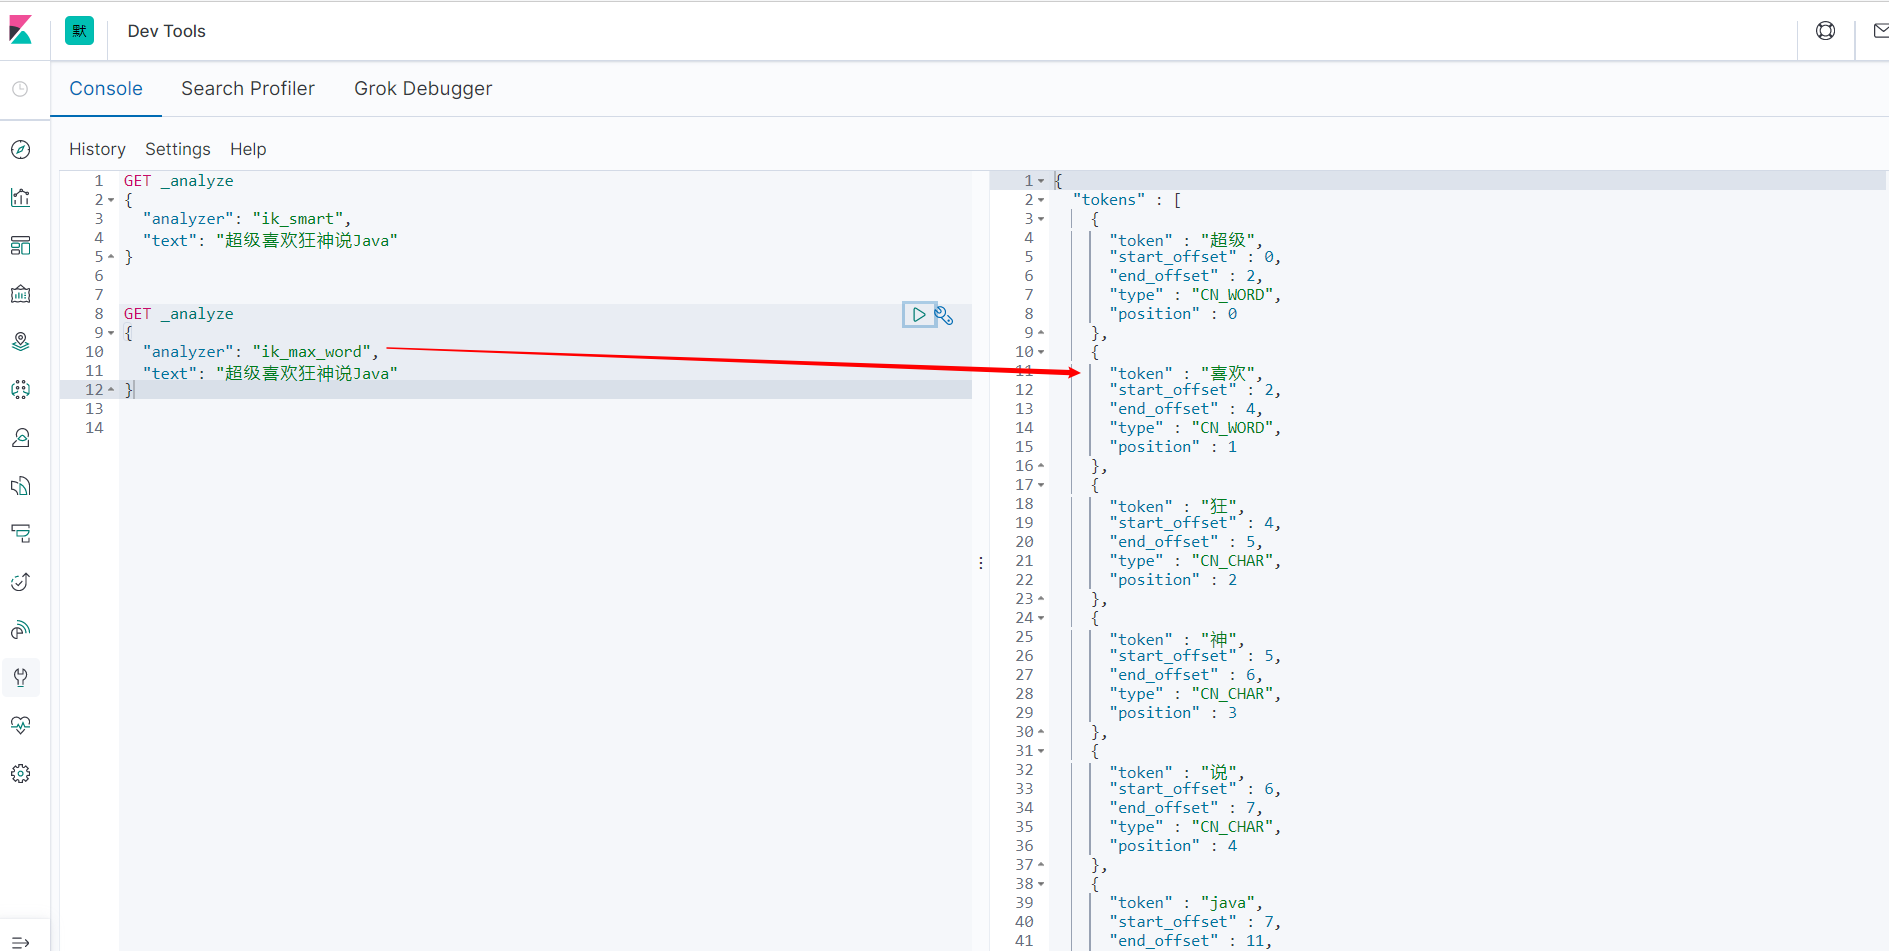 默 Dev Tools
Console Search Profiler Grok Debugger
History Settings Help
1 GET _analyze
2 {
3 "analyzer": "ik_smart",
4 "text": "超级喜欢狂神说Java"
5 }
6
7
8 GET _analyze
9 {
10 "analyzer": "ik_max_word",
11 "text": "超级喜欢狂神说Java"
12 }
13
14
1 {
2 "tokens" : [
3 {
4 "token" : "超级",
5 "start_offset" : 0,
6 "end_offset" : 2,
7 "type" : "CN_WORD",
8 "position" : 0
9 },
10 {
11 "token" : "喜欢",
12 "start_offset" : 2,
13 "end_offset" : 4,
14 "type" : "CN_WORD",
15 "position" : 1
16 },
17 {
18 "token" : "狂",
19 "start_offset" : 4,
20 "end_offset" : 5,
21 "type" : "CN_CHAR",
22 "position" : 2
23 },
24 {
25 "token" : "神",
26 "start_offset" : 5,
27 "end_offset" : 6,
28 "type" : "CN_CHAR",
29 "position" : 3
30 },
31 {
32 "token" : "说",
33 "start_offset" : 6,
34 "end_offset" : 7,
35 "type" : "CN_CHAR",
36 "position" : 4
37 },
38 {
39 "token" : "java",
40 "start_offset" : 7,
41 "end_offset" : 11,